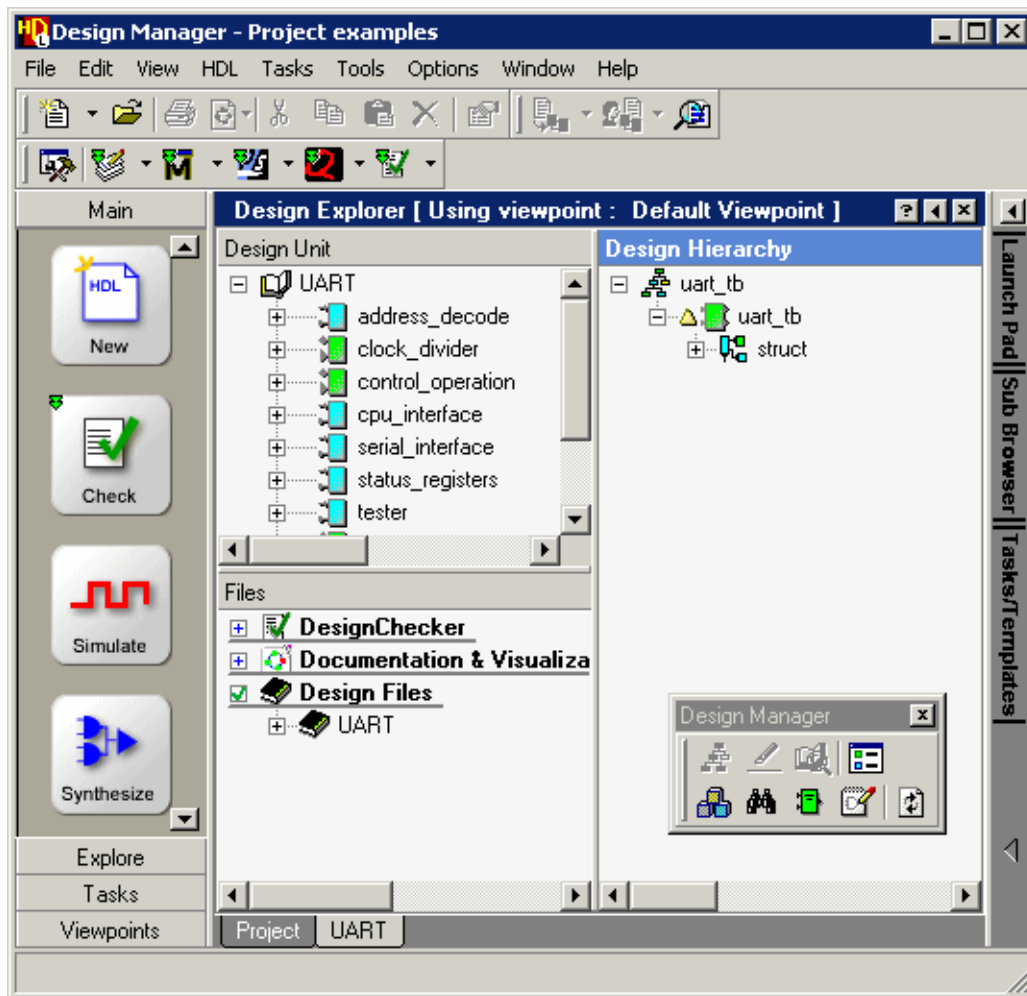 Design Manager - Project examples
File Edit View HDL Tasks Tools Options Window Help
Main
HDL
New
Check
Simulate
Synthesize
Explore
Tasks
Viewpoints
Design Explorer [ Using viewpoint : Default Viewpoint ]
Design Unit
UART
address_decode
clock_divider
control_operation
cpu_interface
serial_interface
status_registers
tester
Files
DesignChecker
Documentation & Visualiza
Design Files
UART
Design Hierarchy
uart_tb
uart_tb
struct
Design Manager
Project UART
Launch Pad
Sub Browser
Tasks/Templates